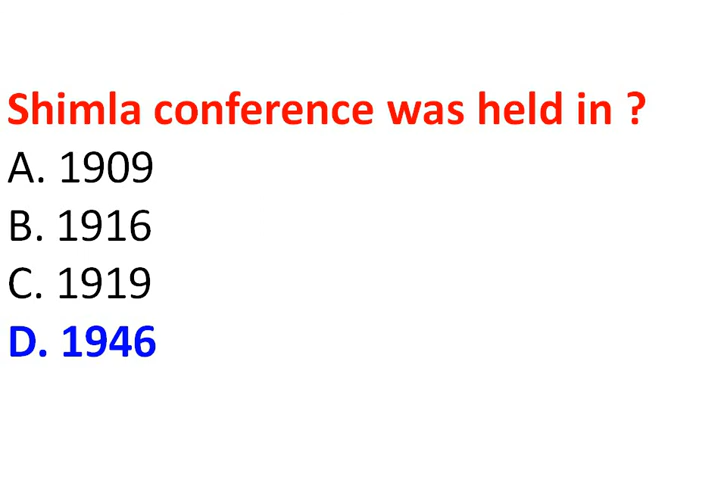 Shimla conference was held in ?
A. 1909
B. 1916
C. 1919
D. 1946